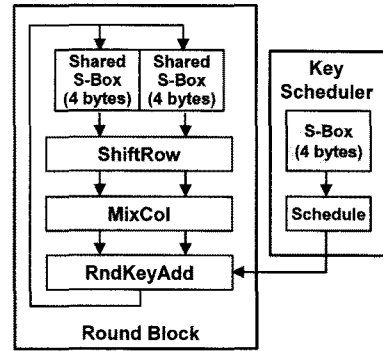 Shared
S-Box
(4 bytes)
Shared
S-Box
(4 bytes)
ShiftRow
MixCol
RndKeyAdd
Round Block
Key
Scheduler
S-Box
(4 bytes)
Schedule